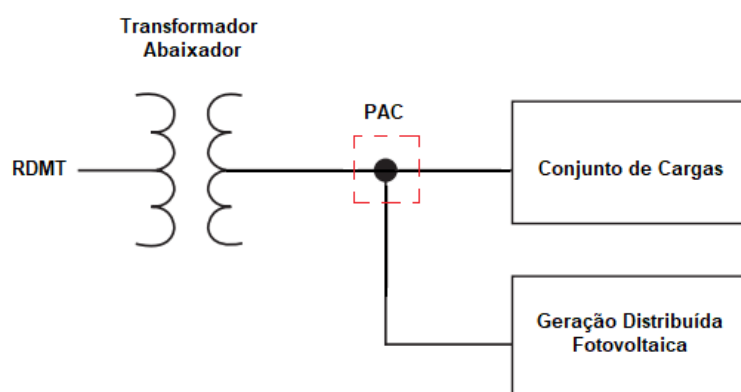 Transformador
Abaixador
PAC
RDMT
Conjunto de Cargas
Geração Distribuída
Fotovoltaica